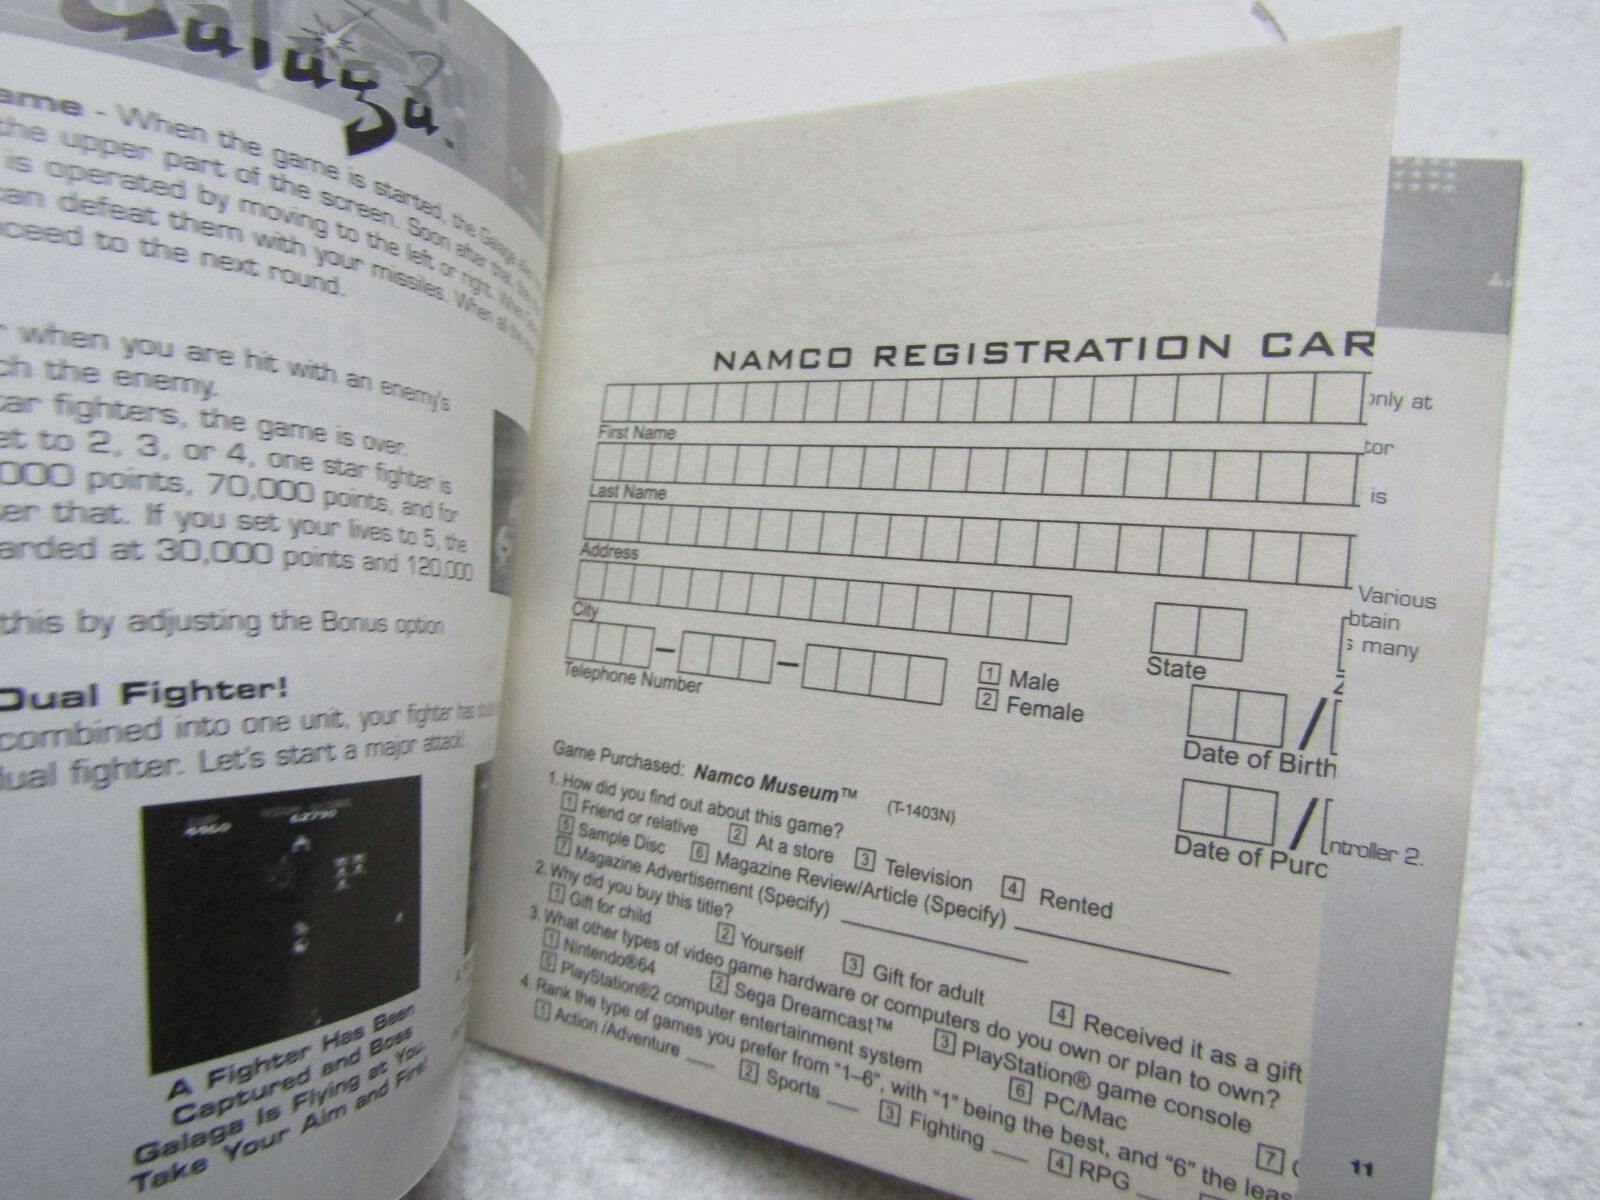 Galaga.
ame - When the game is started, the Galaga
the upper part of the screen. Soon after that,
is operated by moving to the left or right. When
can defeat them with your missiles. When all
ceed to the next round.
when you are hit with an enemy's
ch the enemy.
tar fighters, the game is over.
et to 2, 3, or 4, one star fighter is
000 points, 70,000 points, and for
ter that. If you set your lives to 5, the
arded at 30,000 points and 120,000
this by adjusting the Bonus option
Dual Fighter!
combined into one unit, your fighter has
dual fighter. Let's start a major attack!
4460 62790
A Fighter Has Been
Captured and Boss
Galaga Is Flying at You.
Take Your Aim and Fire!
NAMCO REGISTRATION CAR
First Name
Last Name
Address
City
State
Telephone Number
1 Male
2 Female
Date of Birth
Date of Purc
Game Purchased: Namco Museum™ (T-1403N)
1. How did you find out about this game?
1 Friend or relative 2 At a store 3 Television 4 Rented
5 Sample Disc 6 Magazine Review/Article (Specify)
7 Magazine Advertisement (Specify)
2. Why did you buy this title?
1 Gift for child 2 Yourself 3 Gift for adult 4 Received it as a gift
3. What other types of video game hardware or computers do you own or plan to own?
1 Nintendo®64 2 Sega Dreamcast™ 3 PlayStation® game console
5 PlayStation®2 computer entertainment system 6 PC/Mac 7
4. Rank the type of games you prefer from "1–6", with "1" being the best, and "6" the leas
1 Action /Adventure 2 Sports 3 Fighting 4 RPG
only at
tor
is
Various
btain
s many
ntroller 2.
11